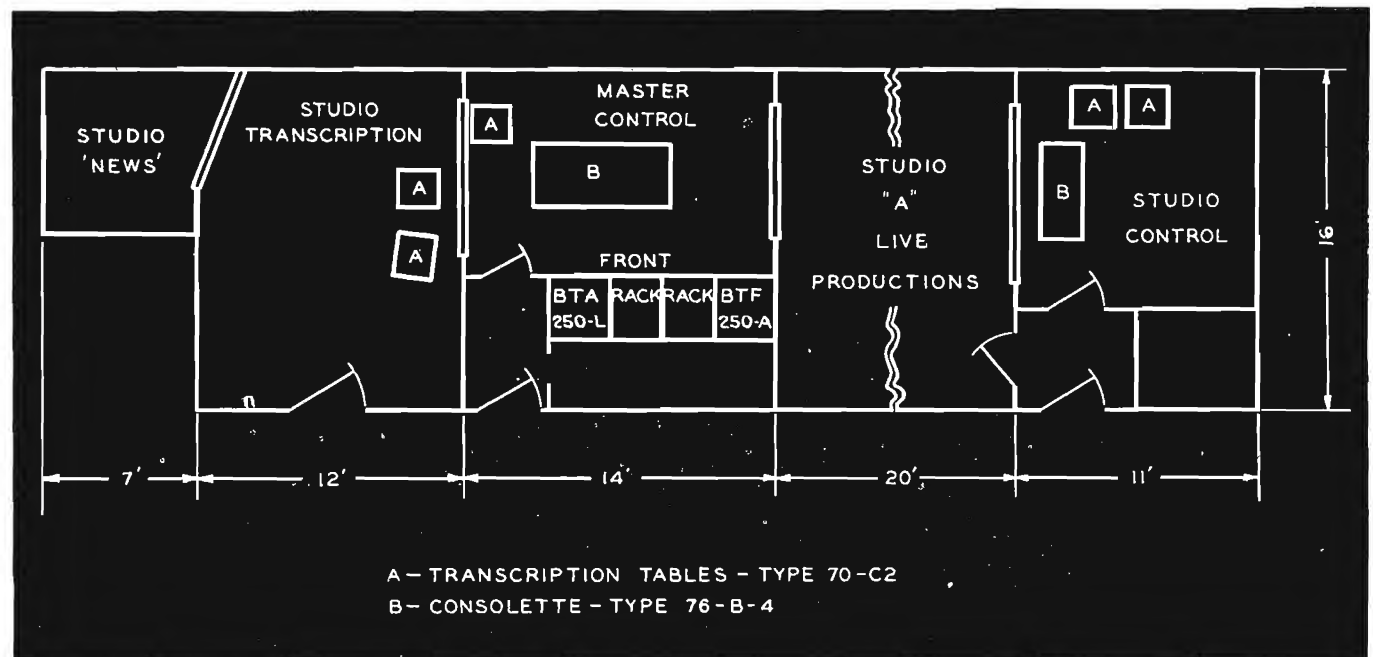 STUDIO
'NEWS'
STUDIO
TRANSCRIPTION
A
A
A
MASTER
CONTROL
B
FRONT
BTA
250-L
RACK
RACK
BTF
250-A
STUDIO
"A"
LIVE
PRODUCTIONS
A
A
B
STUDIO
CONTROL
16'
7'
12'
14'
20'
11'
A-TRANSCRIPTION TABLES-TYPE 70-C2
B-CONSOLETTE-TYPE 76-B-4